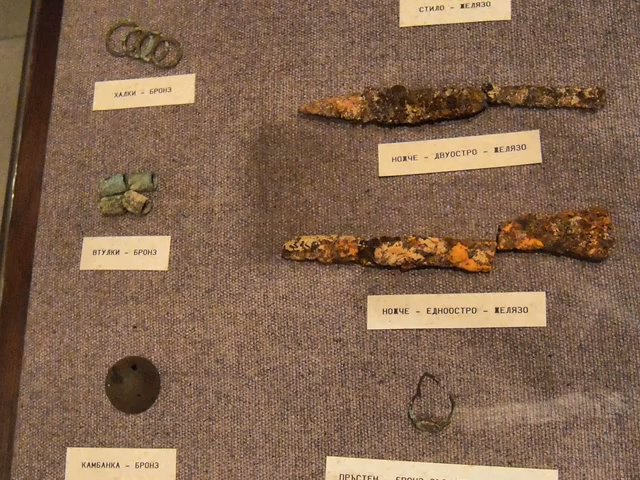 СТИЛО - ЖЕЛЯЗО
ХАЛКИ - БРОНЗ
НОЖЧЕ - ДВУОСТРО - ЖЕЛЯЗО
ВТУЛКИ - БРОНЗ
НОЖЧЕ - ЕДНООСТРО - ЖЕЛЯЗО
КАМБАНКА - БРОНЗ
ПРЪСТЕН - БРОНЗ